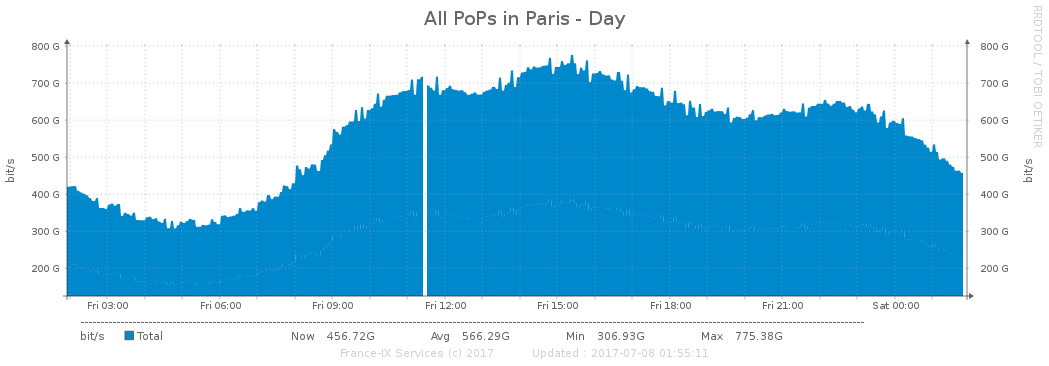 All PoPs in Paris - Day
RRDTOOL / TOBI OETIKER
bit/s
800 G 800 G
700 G 700 G
600 G 600 G
500 G 500 G
400 G 400 G
300 G 300 G
200 G 200 G
bit/s
Fri 03:00 Fri 06:00 Fri 09:00 Fri 12:00 Fri 15:00 Fri 18:00 Fri 21:00 Sat 00:00
bit/s Total Now 456.72G Avg 566.29G Min 306.93G Max 775.38G
France-IX Services (c) 2017 Updated : 2017-07-08 01:55:11